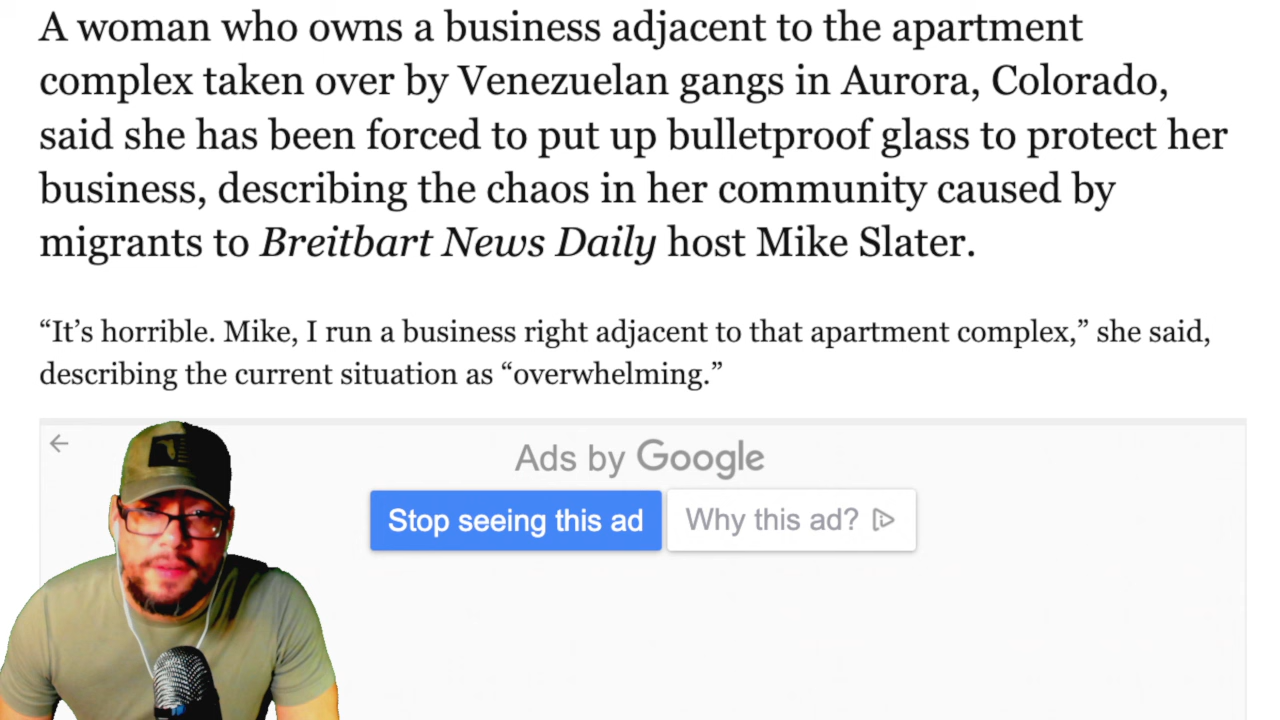 A woman who owns a business adjacent to the apartment
complex taken over by Venezuelan gangs in Aurora, Colorado,
said she has been forced to put up bulletproof glass to protect her
business, describing the chaos in her community caused by
migrants to Breitbart News Daily host Mike Slater.
“It’s horrible. Mike, I run a business right adjacent to that apartment complex,” she said,
describing the current situation as “overwhelming.”
Ads by Google
Stop seeing this ad
Why this ad?